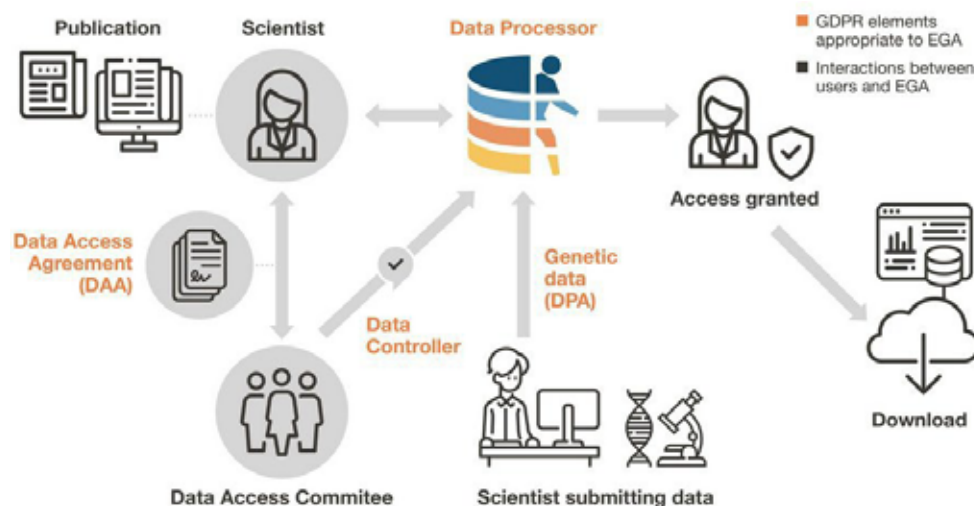 Publication
Scientist
Data Processor
GDPR elements
appropriate to EGA
Interactions between
users and EGA
Access granted
Data Access
Agreement
(DAA)
Genetic
data
(DPA)
Data
Controller
Download
Data Access Commitee
Scientist submitting data